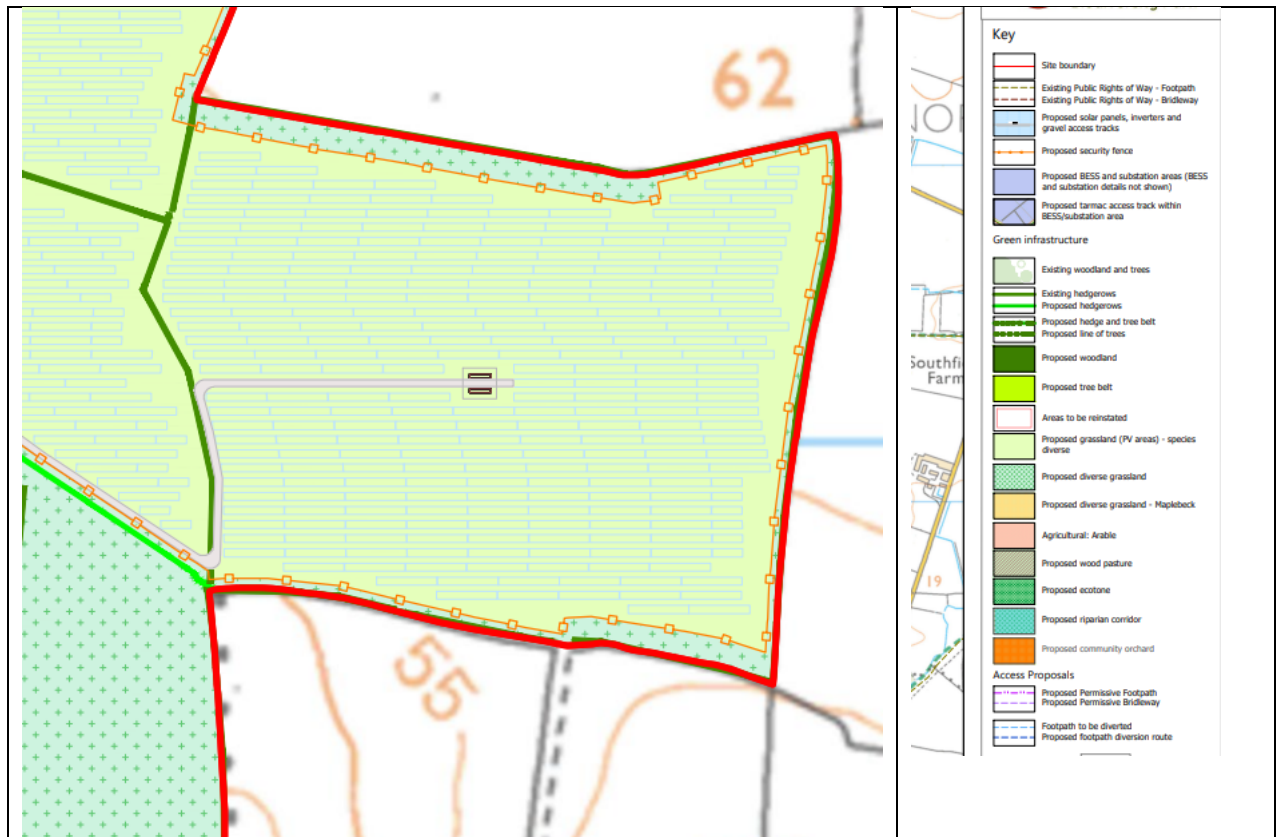 62
55
Key
Site boundary
Existing Public Rights of Way - Footpath
Existing Public Rights of Way - Bridleway
Proposed solar panels, inverters and
gravel access tracks
Proposed security fence
Proposed BESS and substation areas (BESS
and substation details not shown)
Proposed tarmac access track within
BESS/substation area
Green infrastructure
Existing woodland and trees
Existing hedgerows
Proposed hedgerows
Proposed hedge and tree belt
Proposed line of trees
Proposed woodland
Proposed tree belt
Areas to be reinstated
Proposed grassland (PV areas) - species
diverse
Proposed diverse grassland
Proposed diverse grassland - Maplebeck
Agricultural: Arable
Proposed wood pasture
Proposed ecotone
Proposed riparian corridor
Proposed community orchard
Access Proposals
Proposed Permissive Footpath
Proposed Permissive Bridleway
Footpath to be diverted
Proposed footpath diversion route
Southfi
Farm
19